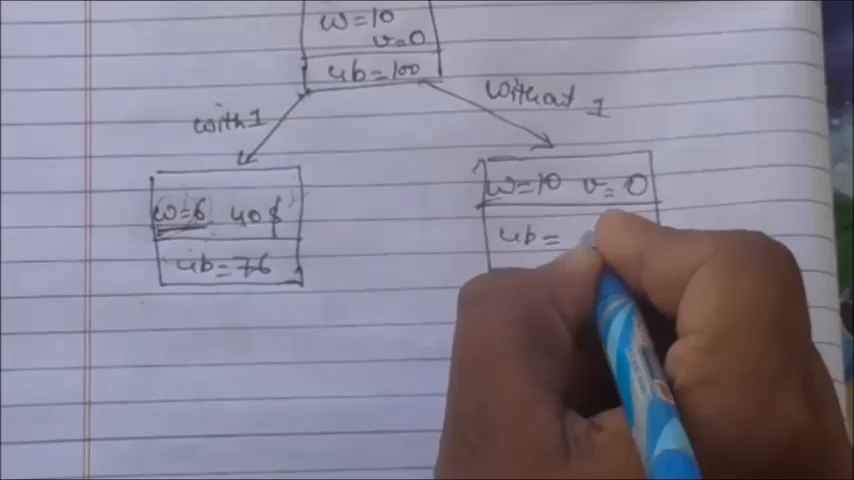 w=10
v=0
ub=100
with 1
without 1
w=6 40$
ub=76
w=10 v=0
ub=